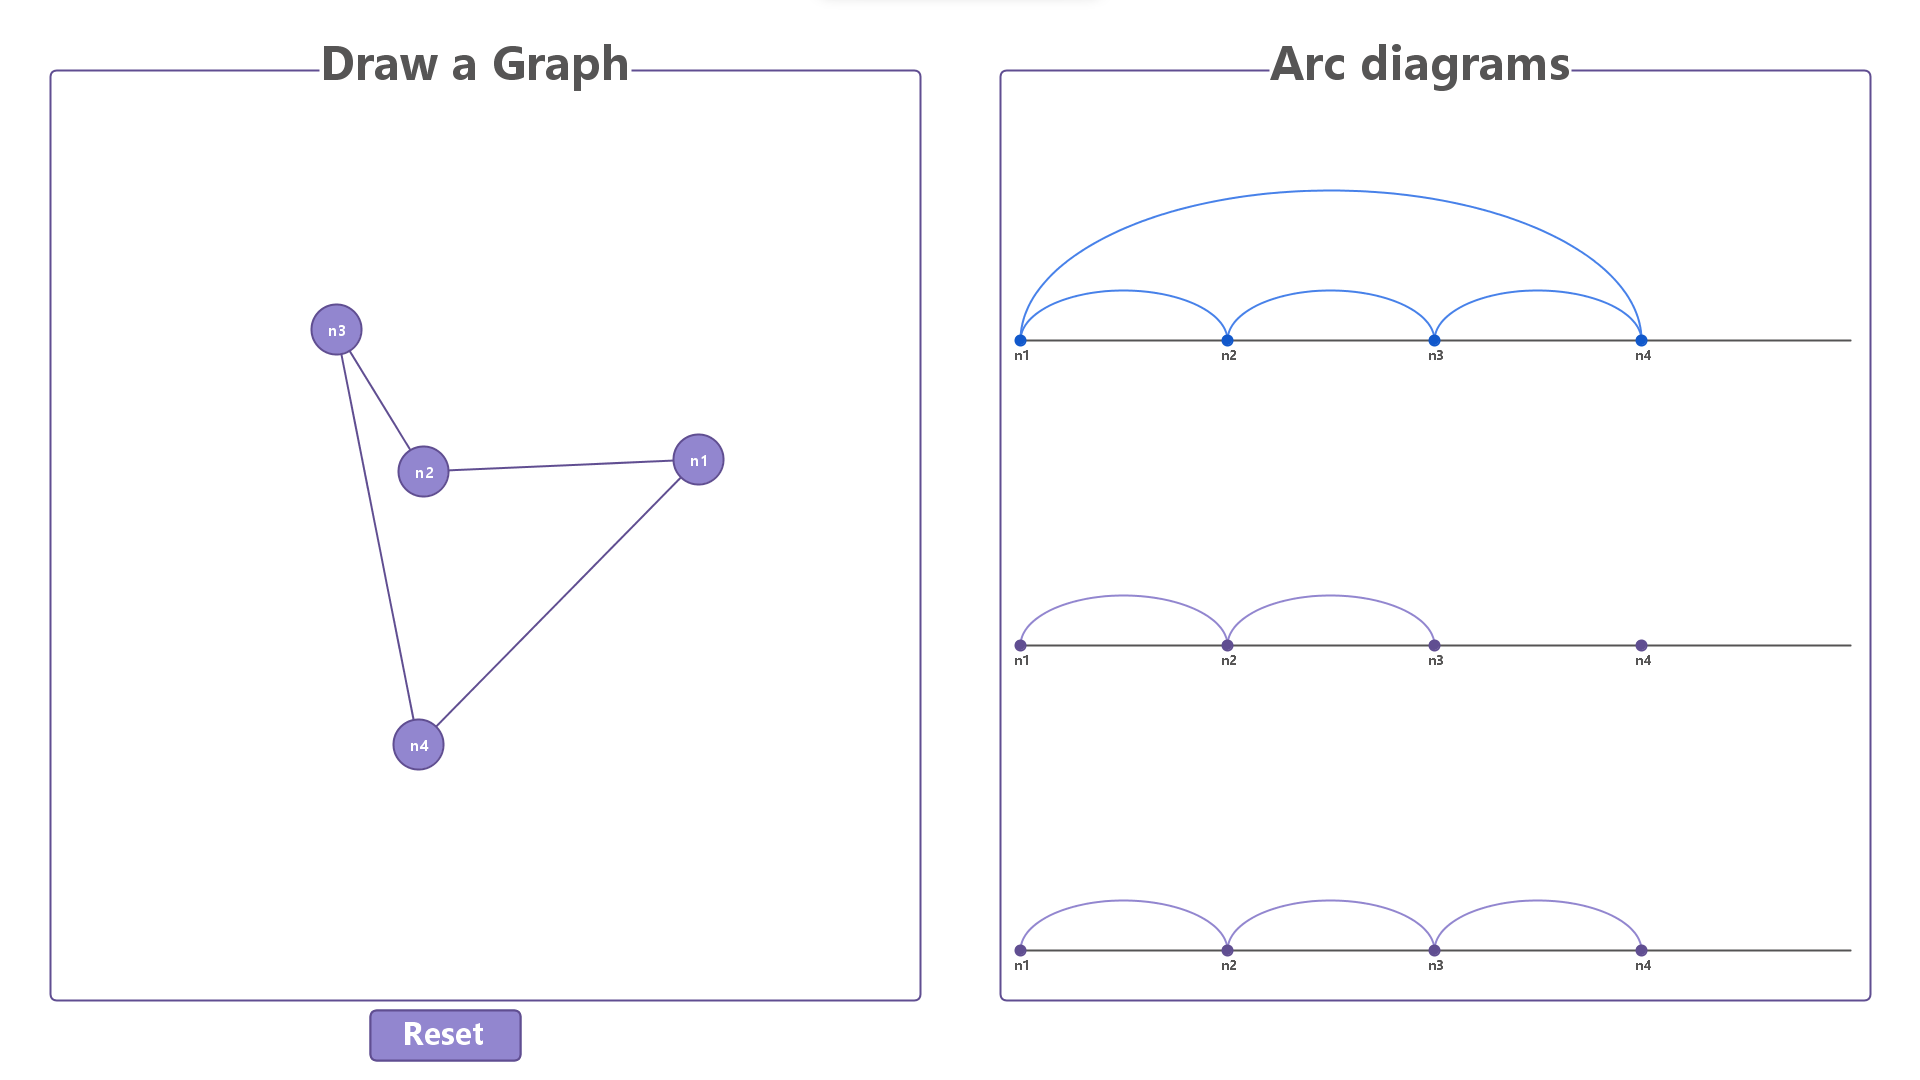 Draw a Graph
n3
n2
n1
n4
Reset
Arc diagrams
n1 n2 n3 n4
n1 n2 n3 n4
n1 n2 n3 n4